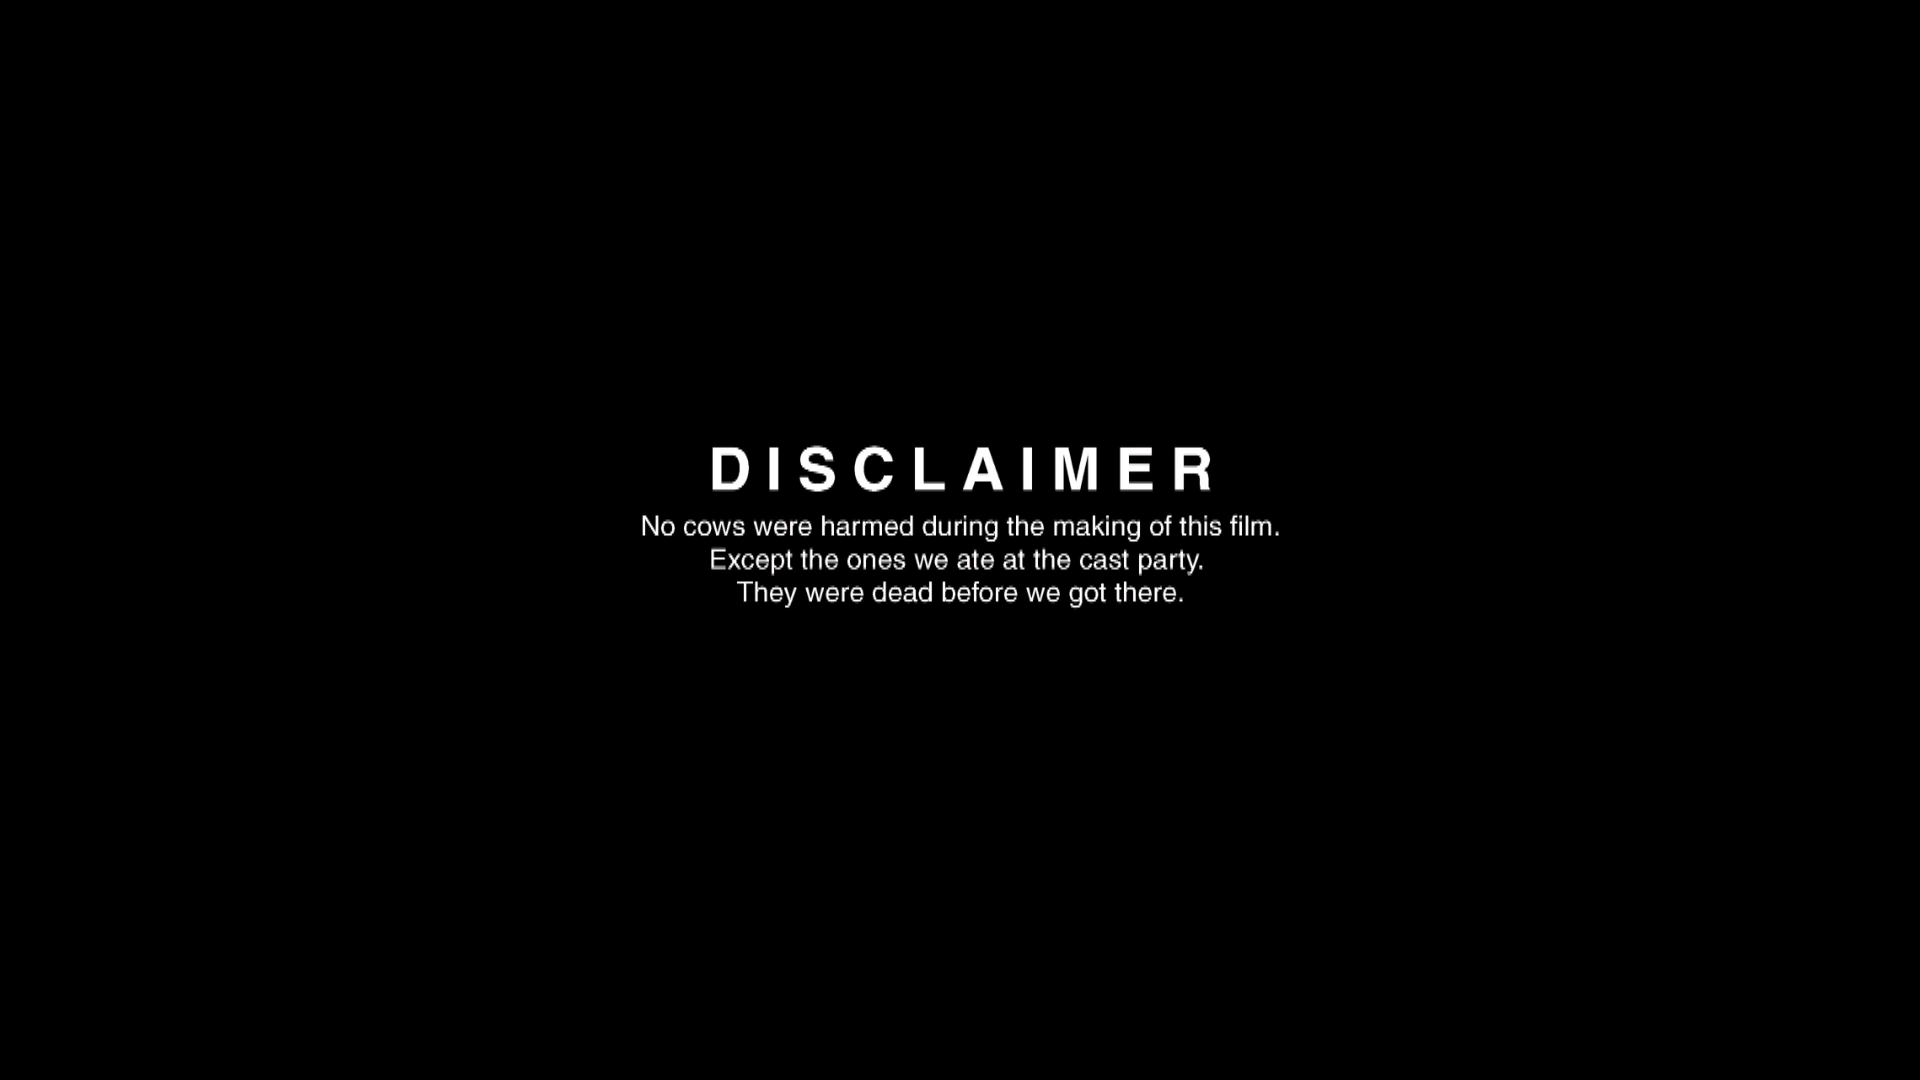 DISCLAIMER
No cows were harmed during the making of this film.
Except the ones we ate at the cast party.
They were dead before we got there.